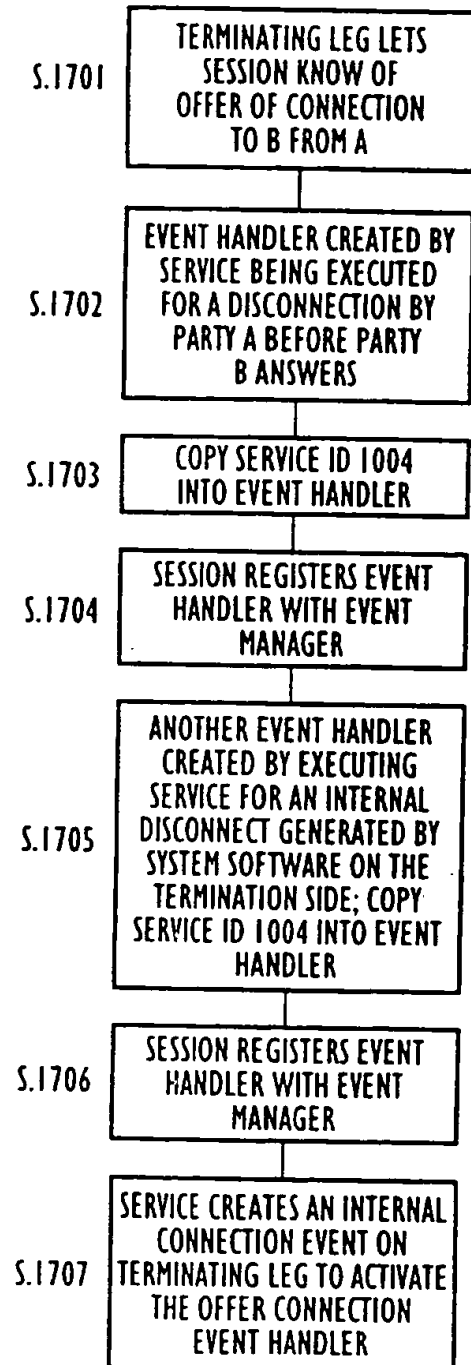 S.1701
TERMINATING LEG LETS
SESSION KNOW OF
OFFER OF CONNECTION
TO B FROM A
S.1702
EVENT HANDLER CREATED BY
SERVICE BEING EXECUTED
FOR A DISCONNECTION BY
PARTY A BEFORE PARTY
B ANSWERS
S.1703
COPY SERVICE ID 1004
INTO EVENT HANDLER
S.1704
SESSION REGISTERS EVENT
HANDLER WITH EVENT
MANAGER
S.1705
ANOTHER EVENT HANDLER
CREATED BY EXECUTING
SERVICE FOR AN INTERNAL
DISCONNECT GENERATED BY
SYSTEM SOFTWARE ON THE
TERMINATION SIDE; COPY
SERVICE ID 1004 INTO EVENT
HANDLER
S.1706
SESSION REGISTERS EVENT
HANDLER WITH EVENT
MANAGER
S.1707
SERVICE CREATES AN INTERNAL
CONNECTION EVENT ON
TERMINATING LEG TO ACTIVATE
THE OFFER CONNECTION
EVENT HANDLER